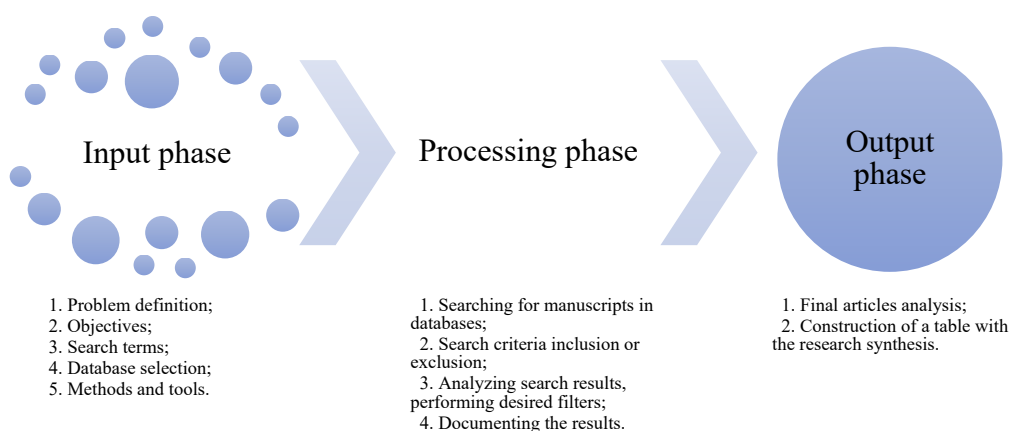 Input phase
Processing phase
Output
phase
1. Problem definition;
2. Objectives;
3. Search terms;
4. Database selection;
5. Methods and tools.
1. Searching for manuscripts in
databases;
2. Search criteria inclusion or
exclusion;
3. Analyzing search results,
performing desired filters;
4. Documenting the results.
1. Final articles analysis;
2. Construction of a table with
the research synthesis.